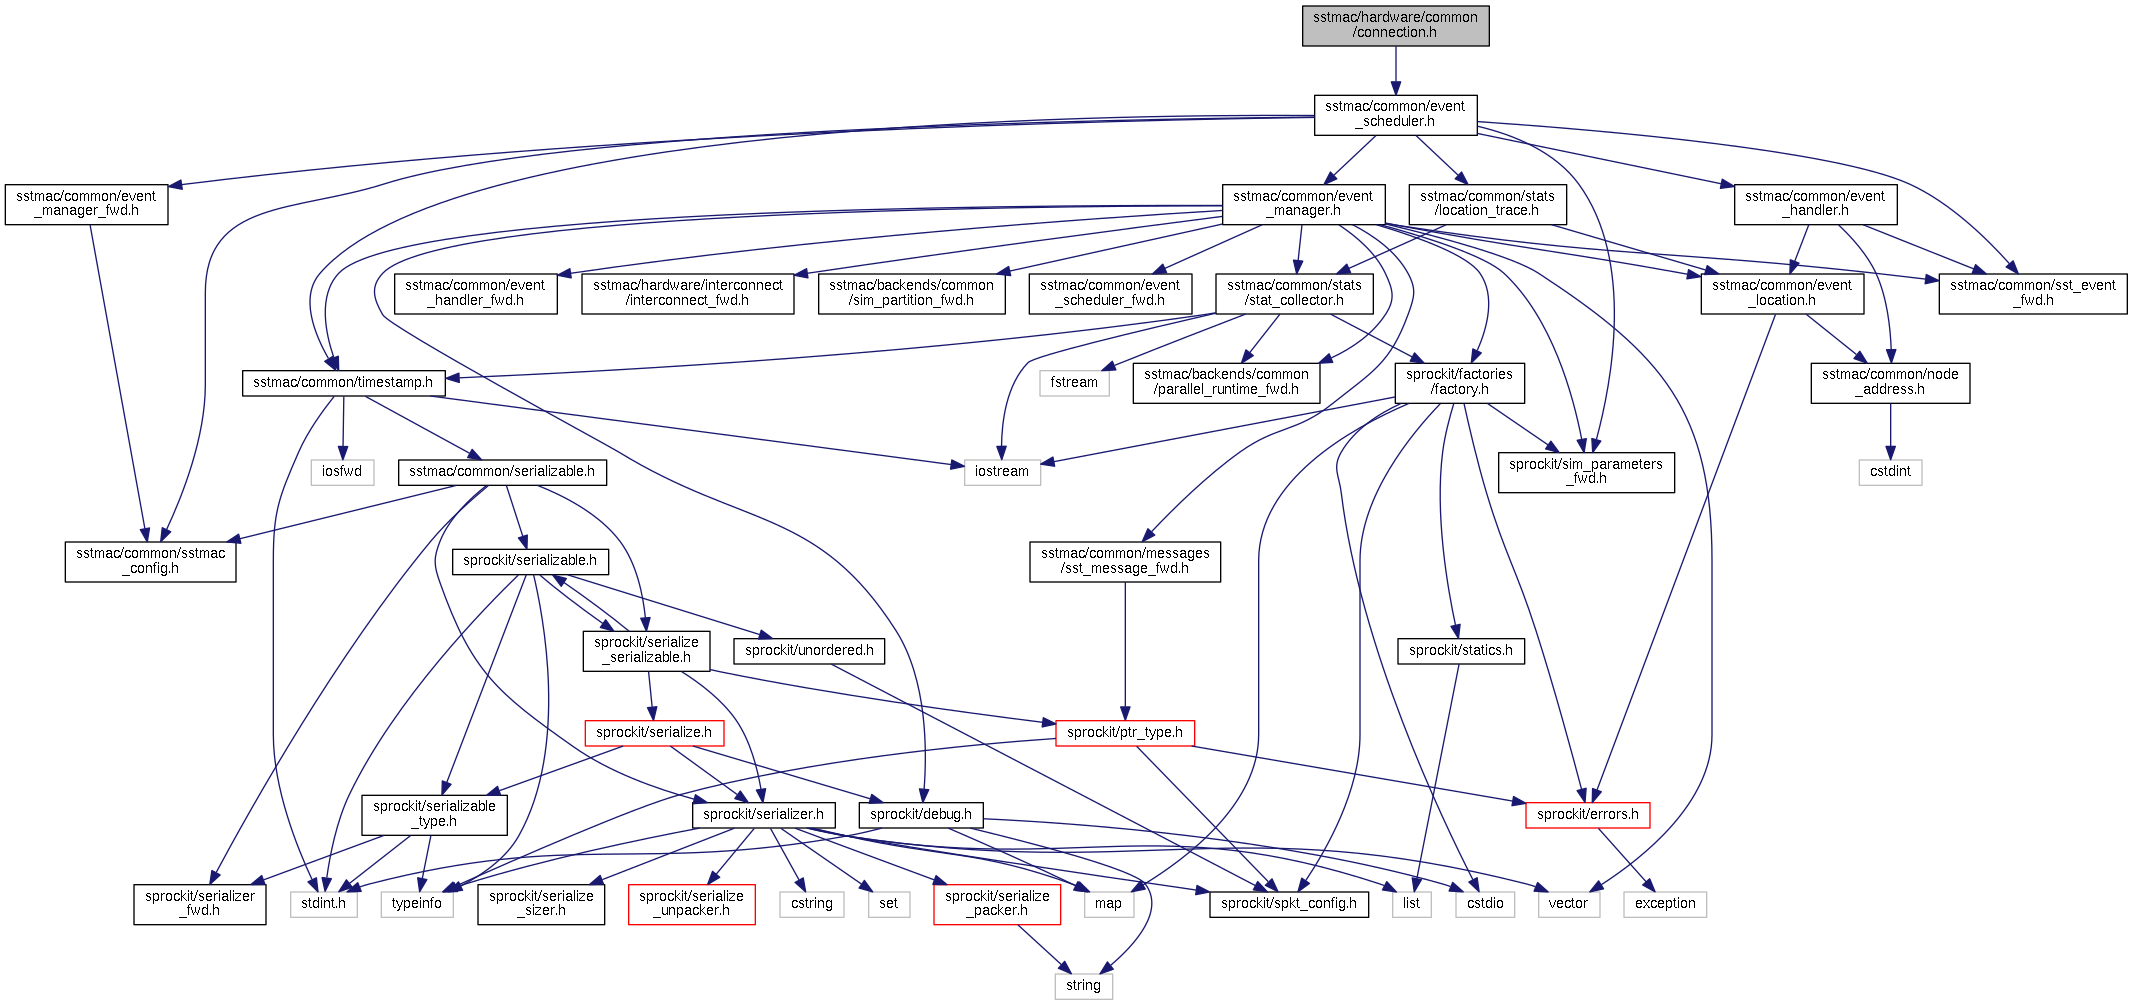 sstmac/hardware/common
/connection.h
sstmac/common/event
_scheduler.h
sstmac/common/event
_manager_fwd.h
sstmac/common/event
_manager.h
sstmac/common/stats
/location_trace.h
sstmac/common/event
_handler.h
sstmac/common/event
_handler_fwd.h
sstmac/hardware/interconnect
/interconnect_fwd.h
sstmac/backends/common
/sim_partition_fwd.h
sstmac/common/event
_scheduler_fwd.h
sstmac/common/stats
/stat_collector.h
sstmac/common/event
_location.h
sstmac/common/sst_event
_fwd.h
sstmac/common/timestamp.h
fstream
sstmac/backends/common
/parallel_runtime_fwd.h
sprockit/factories
/factory.h
sstmac/common/node
_address.h
iosfwd
sstmac/common/serializable.h
iostream
sprockit/sim_parameters
_fwd.h
cstdint
sstmac/common/sstmac
_config.h
sprockit/serializable.h
sstmac/common/messages
/sst_message_fwd.h
sprockit/serialize
_serializable.h
sprockit/unordered.h
sprockit/statics.h
sprockit/serialize.h
sprockit/ptr_type.h
sprockit/serializable
_type.h
sprockit/serializer.h
sprockit/debug.h
sprockit/errors.h
sprockit/serializer
_fwd.h
stdint.h
typeinfo
sprockit/serialize
_sizer.h
sprockit/serialize
_unpacker.h
cstring
set
sprockit/serialize
_packer.h
map
sprockit/spkt_config.h
list
cstdio
vector
exception
string